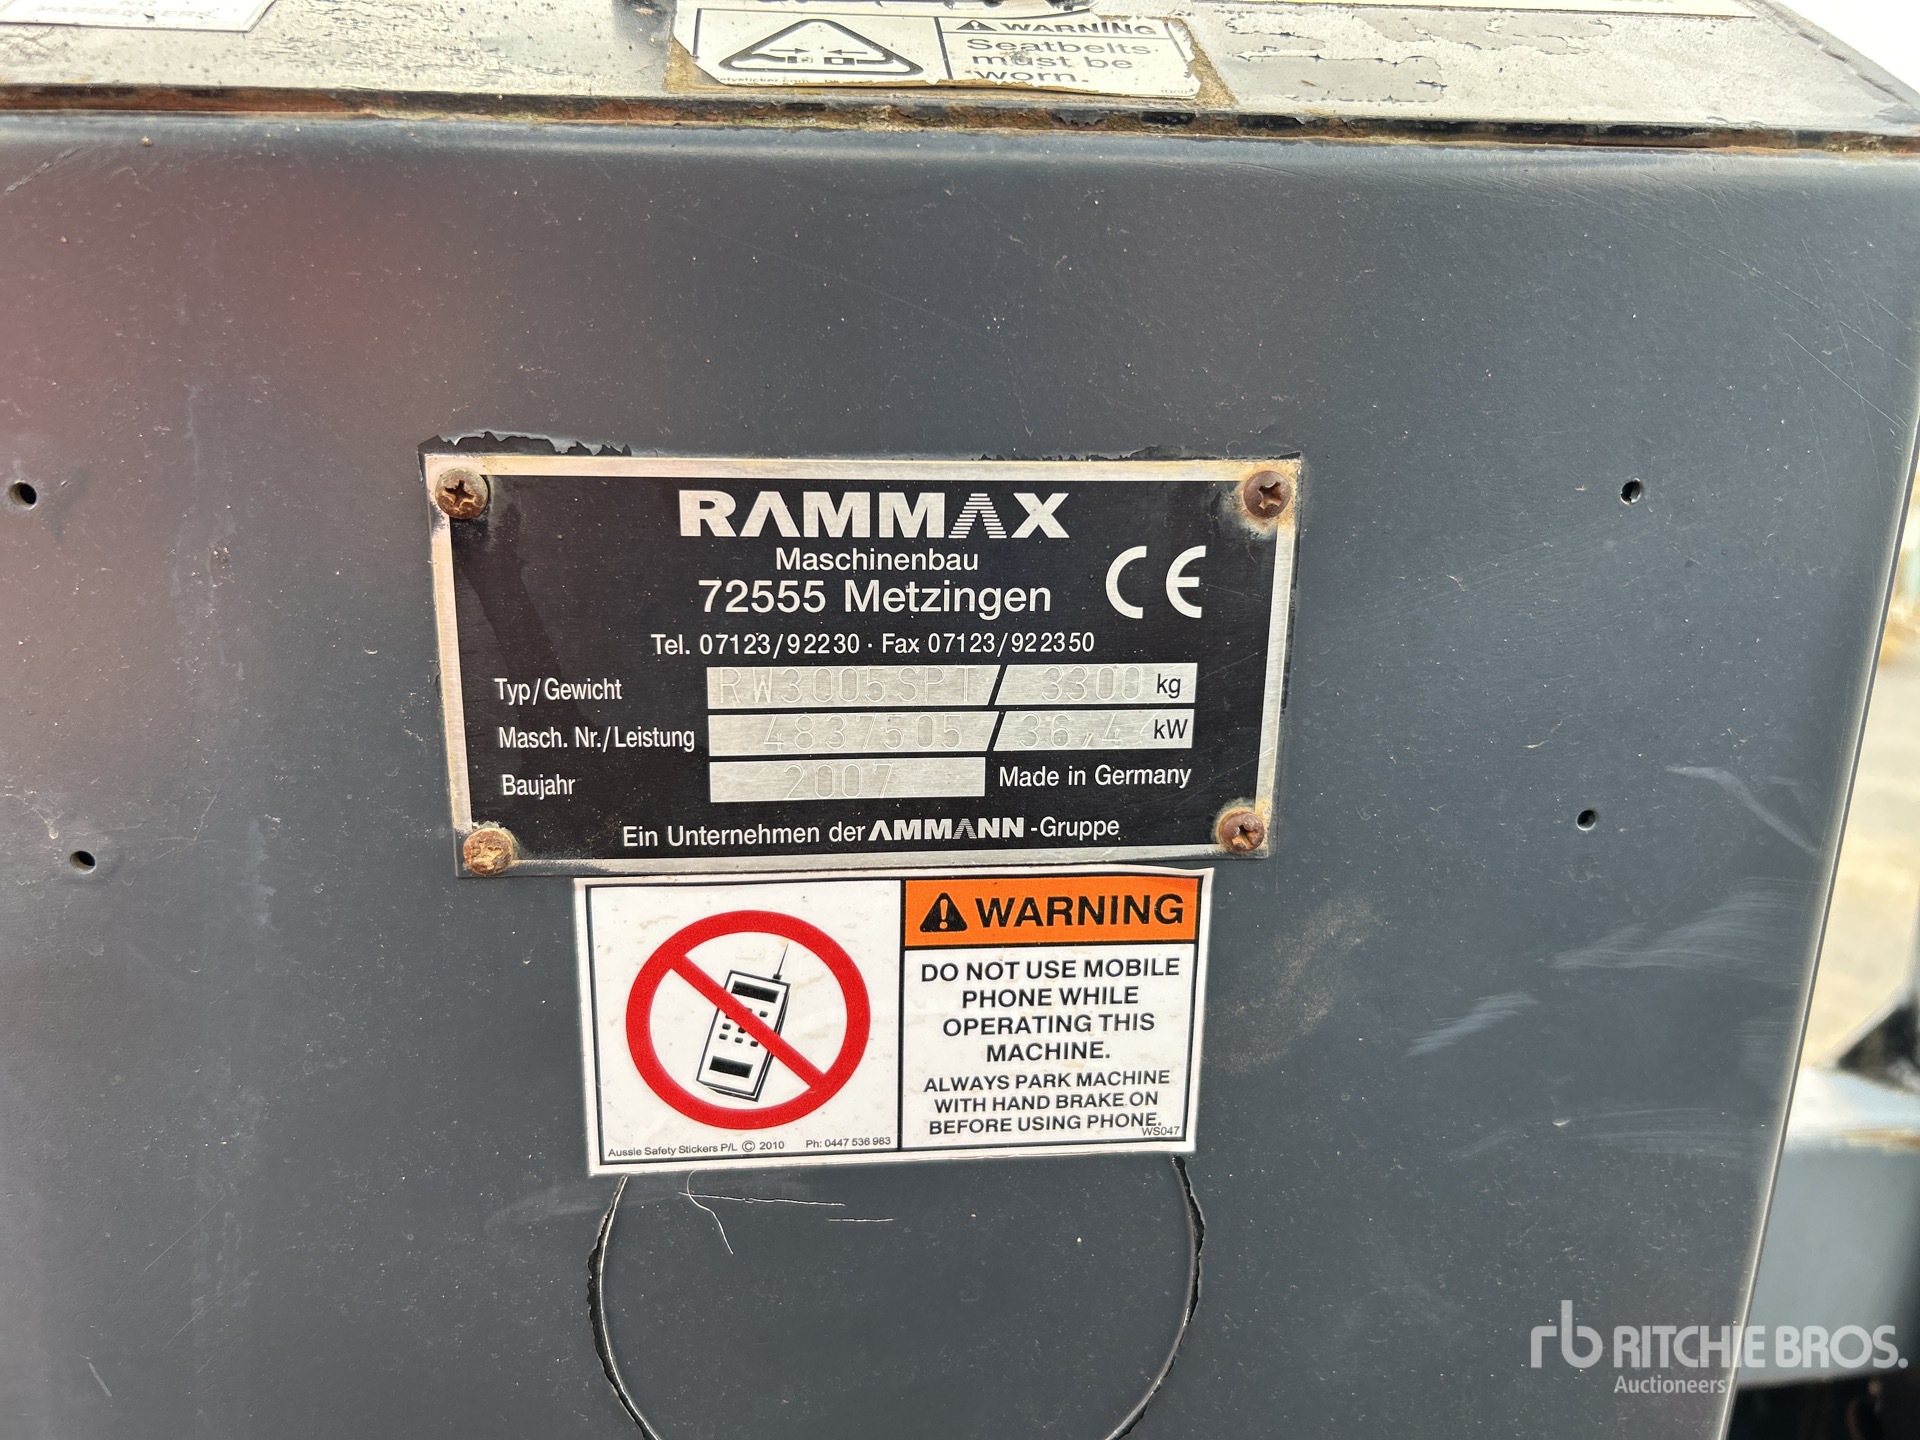 WARNING
Seatbelts
must be
worn.
RAMMAX
Maschinenbau
72555 Metzingen
CE
Tel. 07123/92230 · Fax 07123/922350
Typ/Gewicht RW3005SPT / 3300 kg
Masch. Nr./Leistung 4837505 / 36,4 kW
Baujahr 2007 Made in Germany
Ein Unternehmen der AMMANN-Gruppe
WARNING
DO NOT USE MOBILE
PHONE WHILE
OPERATING THIS
MACHINE.
ALWAYS PARK MACHINE
WITH HAND BRAKE ON
BEFORE USING PHONE.
WS047
Aussie Safety Stickers P/L © 2010 Ph: 0447 536 983
rb RITCHIE BROS.
Auctioneers